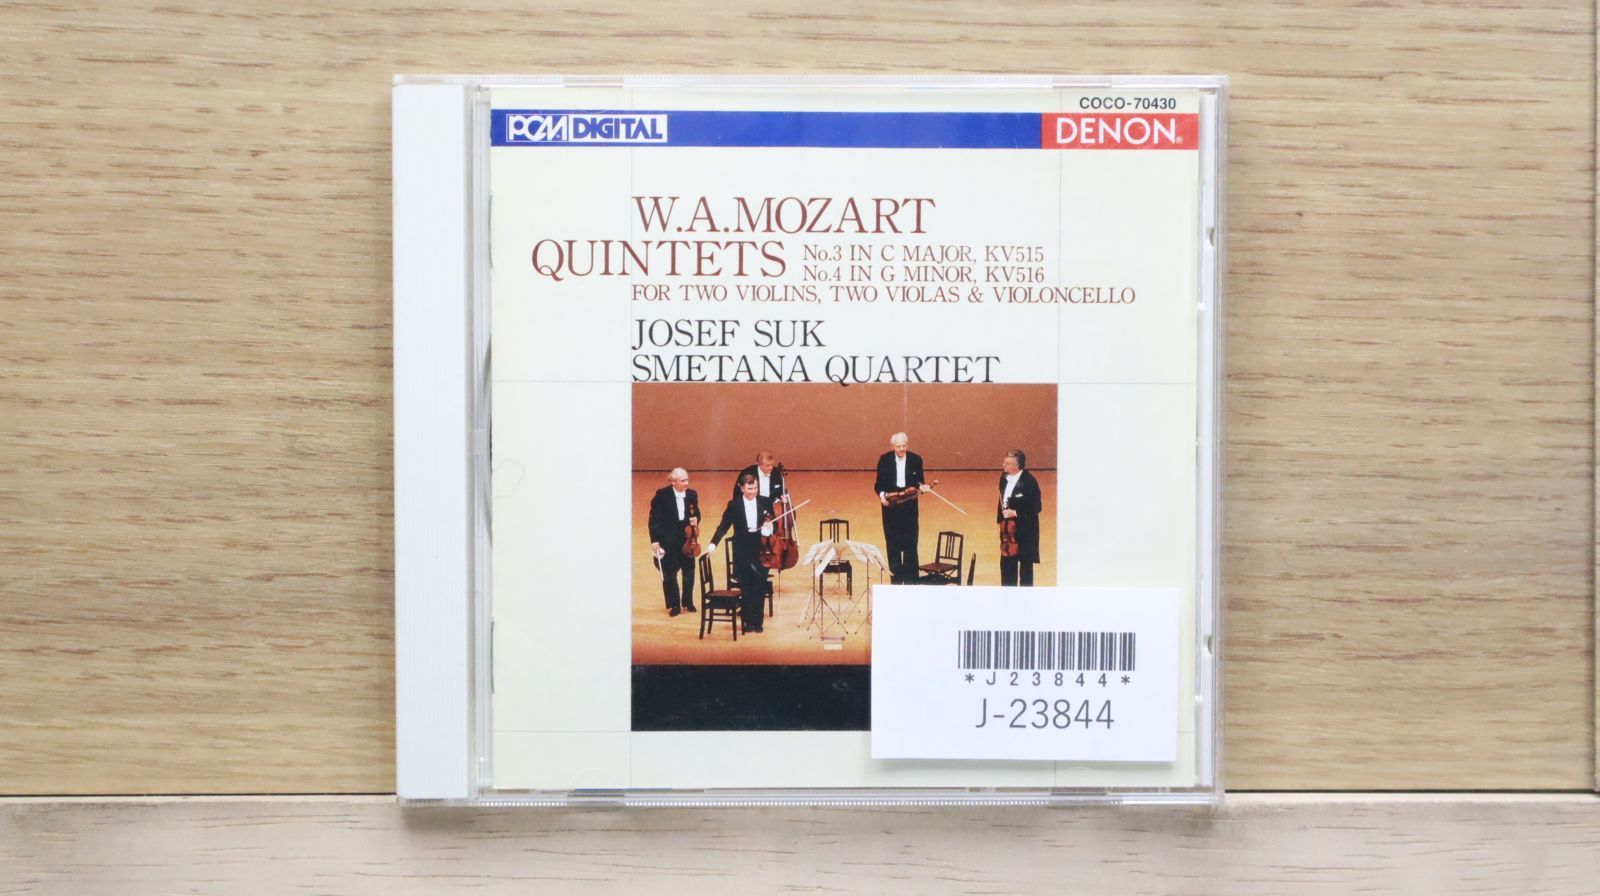 COCO-70430
PCM DIGITAL
DENON®
W.A.MOZART
QUINTETS No.3 IN C MAJOR, KV515
No.4 IN G MINOR, KV516
FOR TWO VIOLINS, TWO VIOLAS & VIOLONCELLO
JOSEF SUK
SMETANA QUARTET
*J23844*
J-23844